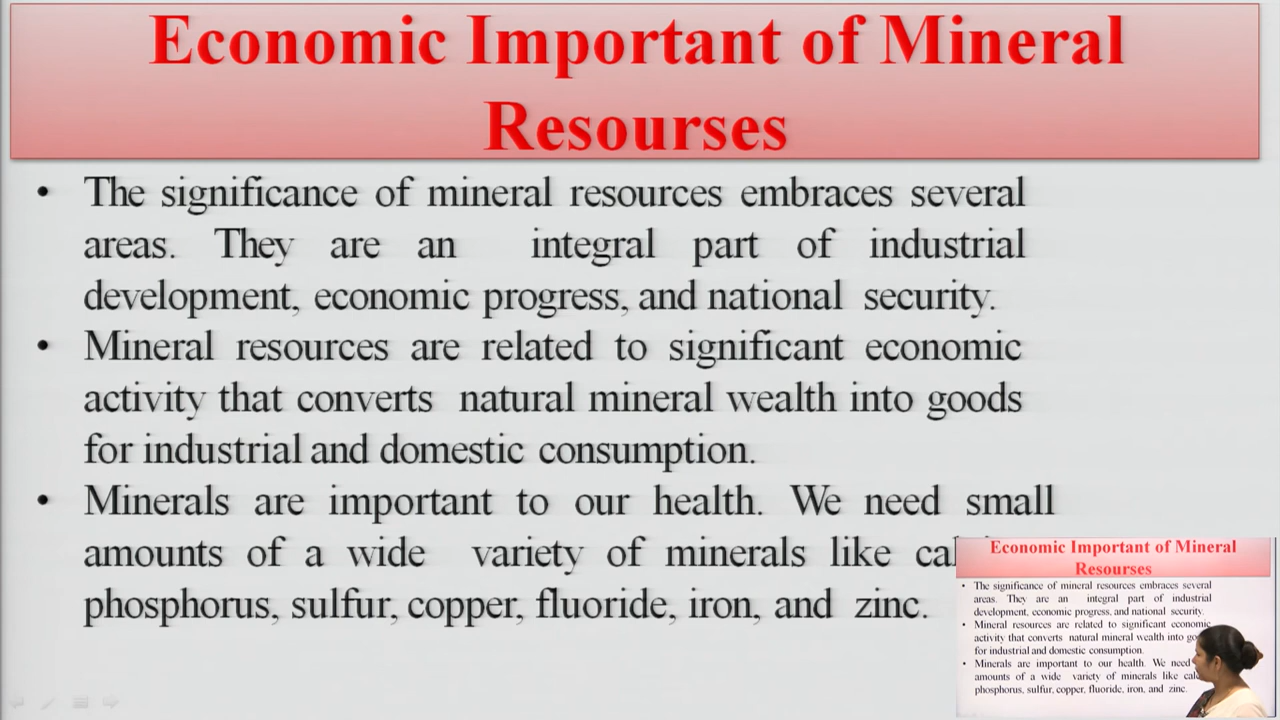 Economic Important of Mineral
Resourses
• The significance of mineral resources embraces several
areas. They are an integral part of industrial
development, economic progress, and national security.
• Mineral resources are related to significant economic
activity that converts natural mineral wealth into goods
for industrial and domestic consumption.
• Minerals are important to our health. We need small
amounts of a wide variety of minerals like
phosphorus, sulfur, copper, fluoride, iron, and zinc.
Economic Important of Mineral
Resourses
• The significance of mineral resources embraces several
areas. They are an integral part of industrial
development, economic progress, and national security.
• Mineral resources are related to significant economic
activity that converts natural mineral wealth into
for industrial and domestic consumption.
• Minerals are important to our health. We need
amounts of a wide variety of minerals like
phosphorus, sulfur, copper, fluoride, iron, and zinc.